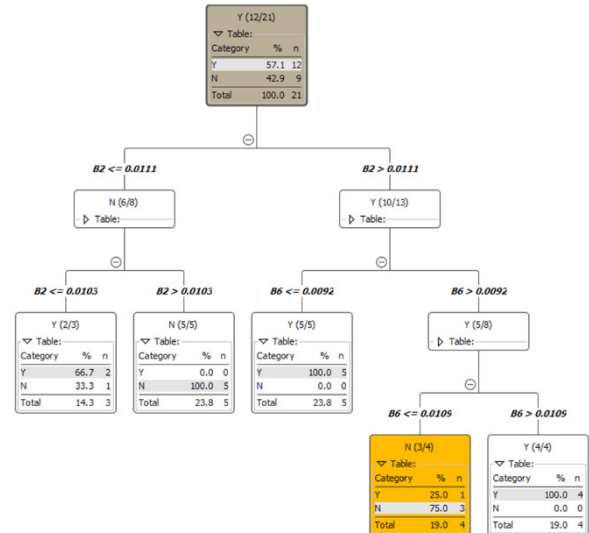 Y (12/21)
Table:
Category % n
Y 57.1 12
N 42.9 9
Total 100.0 21
B2 <= 0.0111
B2 > 0.0111
N (6/8)
Table:
Y (10/13)
Table:
B2 <= 0.0103
B2 > 0.0103
B6 <= 0.0092
B6 > 0.0092
Y (2/3)
Table:
Category % n
Y 66.7 2
N 33.3 1
Total 14.3 3
N (5/5)
Table:
Category % n
Y 0.0 0
N 100.0 5
Total 23.8 5
Y (5/5)
Table:
Category % n
Y 100.0 5
N 0.0 0
Total 23.8 5
Y (5/8)
Table:
B6 <= 0.0109
B6 > 0.0109
N (3/4)
Table:
Category % n
Y 25.0 1
N 75.0 3
Total 19.0 4
Y (4/4)
Table:
Category % n
Y 100.0 4
N 0.0 0
Total 19.0 4